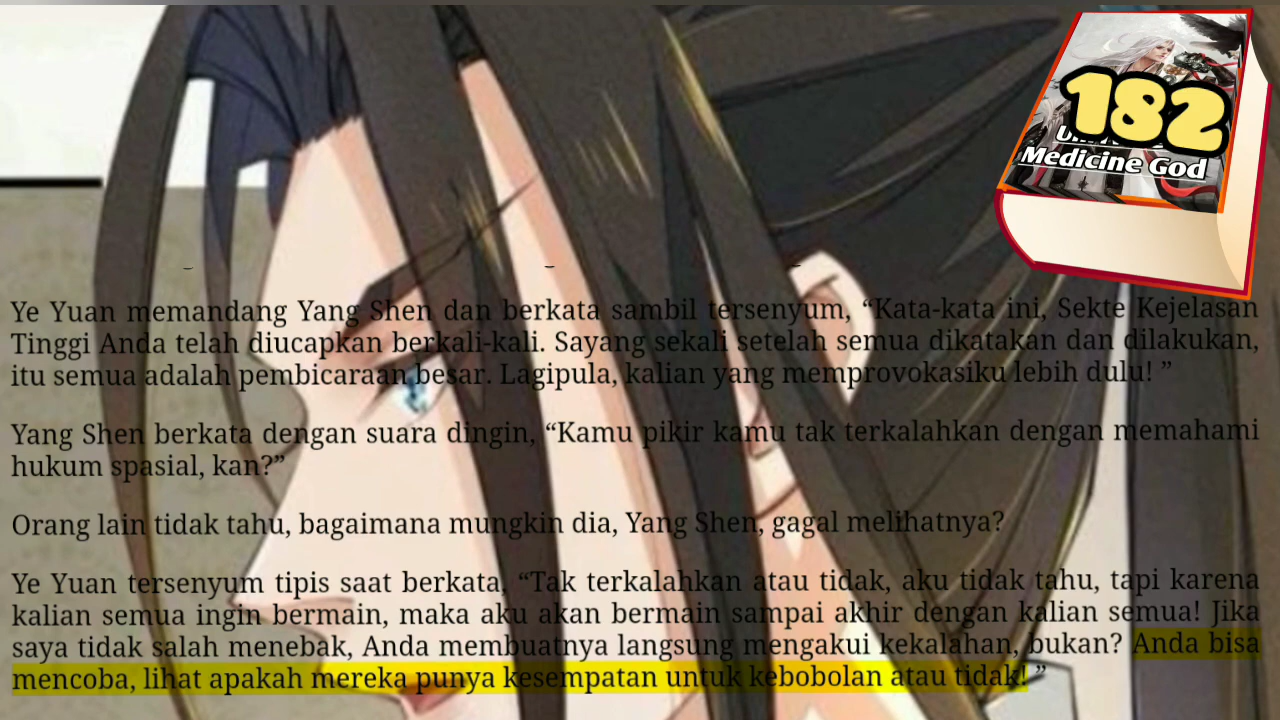 182
Medicine God
Ye Yuan memandang Yang Shen dan berkata sambil tersenyum, “Kata-kata ini, Sekte Kejelasan
Tinggi Anda telah diucapkan berkali-kali. Sayang sekali setelah semua dikatakan dan dilakukan,
itu semua adalah pembicaraan besar. Lagipula, kalian yang memprovokasiku lebih dulu! ”
Yang Shen berkata dengan suara dingin, “Kamu pikir kamu tak terkalahkan dengan memahami
hukum spasial, kan?”
Orang lain tidak tahu, bagaimana mungkin dia, Yang Shen, gagal melihatnya?
Ye Yuan tersenyum tipis saat berkata, “Tak terkalahkan atau tidak, aku tidak tahu, tapi karena
kalian semua ingin bermain, maka aku akan bermain sampai akhir dengan kalian semua! Jika
saya tidak salah menebak, Anda membuatnya langsung mengakui kekalahan, bukan? Anda bisa
mencoba, lihat apakah mereka punya kesempatan untuk kebobolan atau tidak! ”